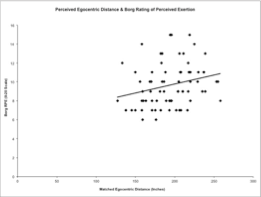 Perceived Egocentric Distance & Borg Rating of Perceived Exertion
16
14
12
10
8
6
4
2
0
Borg RPE (6-20 Scale)
0 50 100 150 200 250 300
Matched Egocentric Distance (Inches)